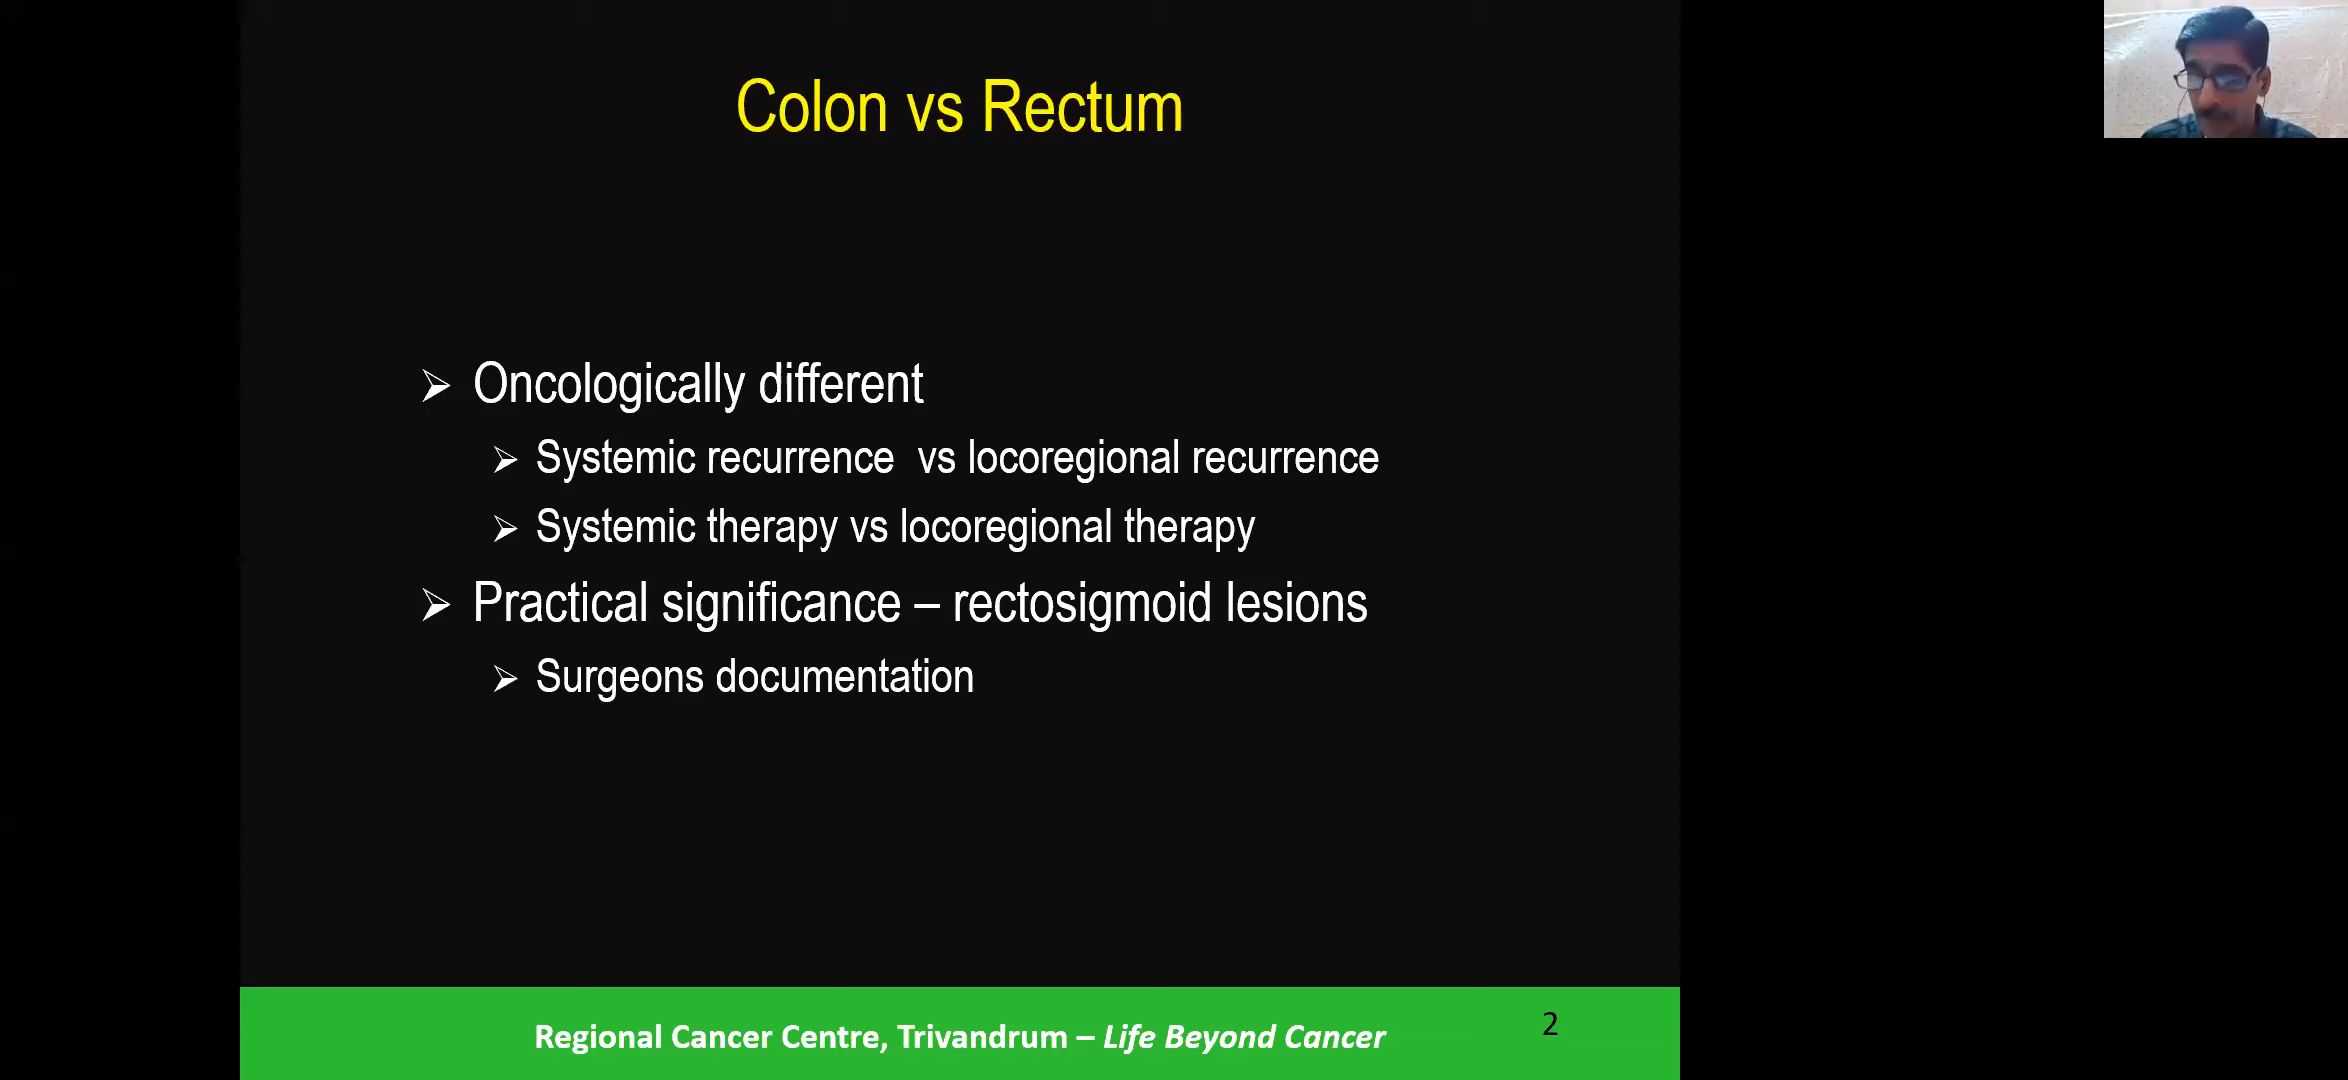 Colon vs Rectum
➢ Oncologically different
➢ Systemic recurrence  vs locoregional recurrence
➢ Systemic therapy vs locoregional therapy
➢ Practical significance – rectosigmoid lesions
➢ Surgeons documentation
Regional Cancer Centre, Trivandrum – Life Beyond Cancer
2